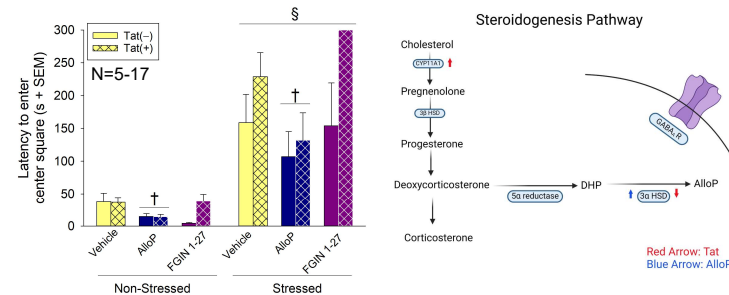 §
300
250
200
150
100
50
0
Latency to enter
center square (s + SEM)
Tat(−)
Tat(+)
N=5-17
†
†
Vehicle
AlloP
FGIN 1-27
Vehicle
AlloP
FGIN 1-27
Non-Stressed
Stressed
Steroidogenesis Pathway
Cholesterol
CYP11A1
Pregnenolone
3β HSD
Progesterone
Deoxycorticosterone
5α reductase
DHP
3α HSD
AlloP
Corticosterone
GABAₐ R
Red Arrow: Tat
Blue Arrow: AlloP